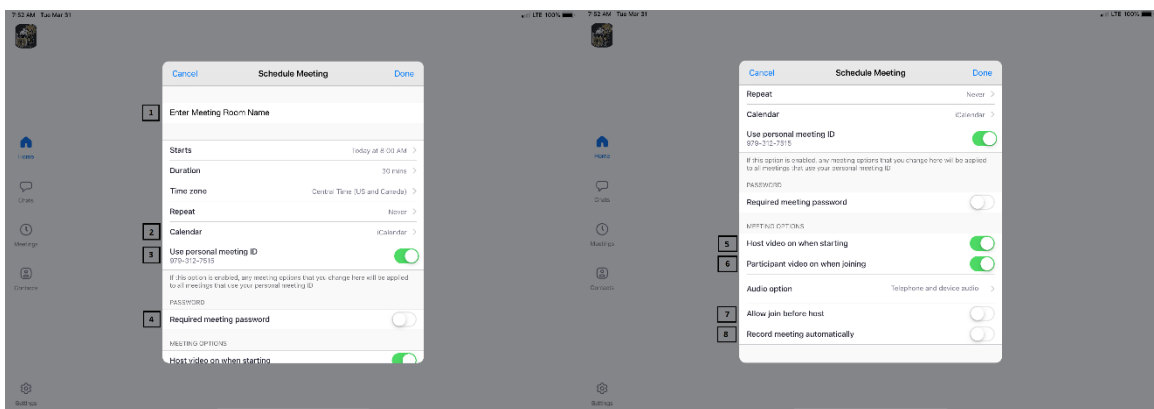 7:52 AM Tue Mar 31
LTE 100%
Home
Chats
Meetings
Contacts
Settings
Cancel
Schedule Meeting
Done
1
Enter Meeting Room Name
Starts
Today at 8:00 AM >
Duration
30 mins >
Time zone
Central Time (US and Canada) >
Repeat
Never >
2
Calendar
iCalendar >
3
Use personal meeting ID
979-312-7515
If this option is enabled, any meeting options that you change here will be applied
to all meetings that use your personal meeting ID
PASSWORD
4
Required meeting password
MEETING OPTIONS
Host video on when starting
7:52 AM Tue Mar 31
LTE 100%
Home
Chats
Meetings
Contacts
Settings
Cancel
Schedule Meeting
Done
Repeat
Never >
Calendar
iCalendar >
Use personal meeting ID
979-312-7515
If this option is enabled, any meeting options that you change here will be applied
to all meetings that use your personal meeting ID
PASSWORD
Required meeting password
MEETING OPTIONS
5
Host video on when starting
6
Participant video on when joining
Audio option
Telephone and device audio >
7
Allow join before host
8
Record meeting automatically